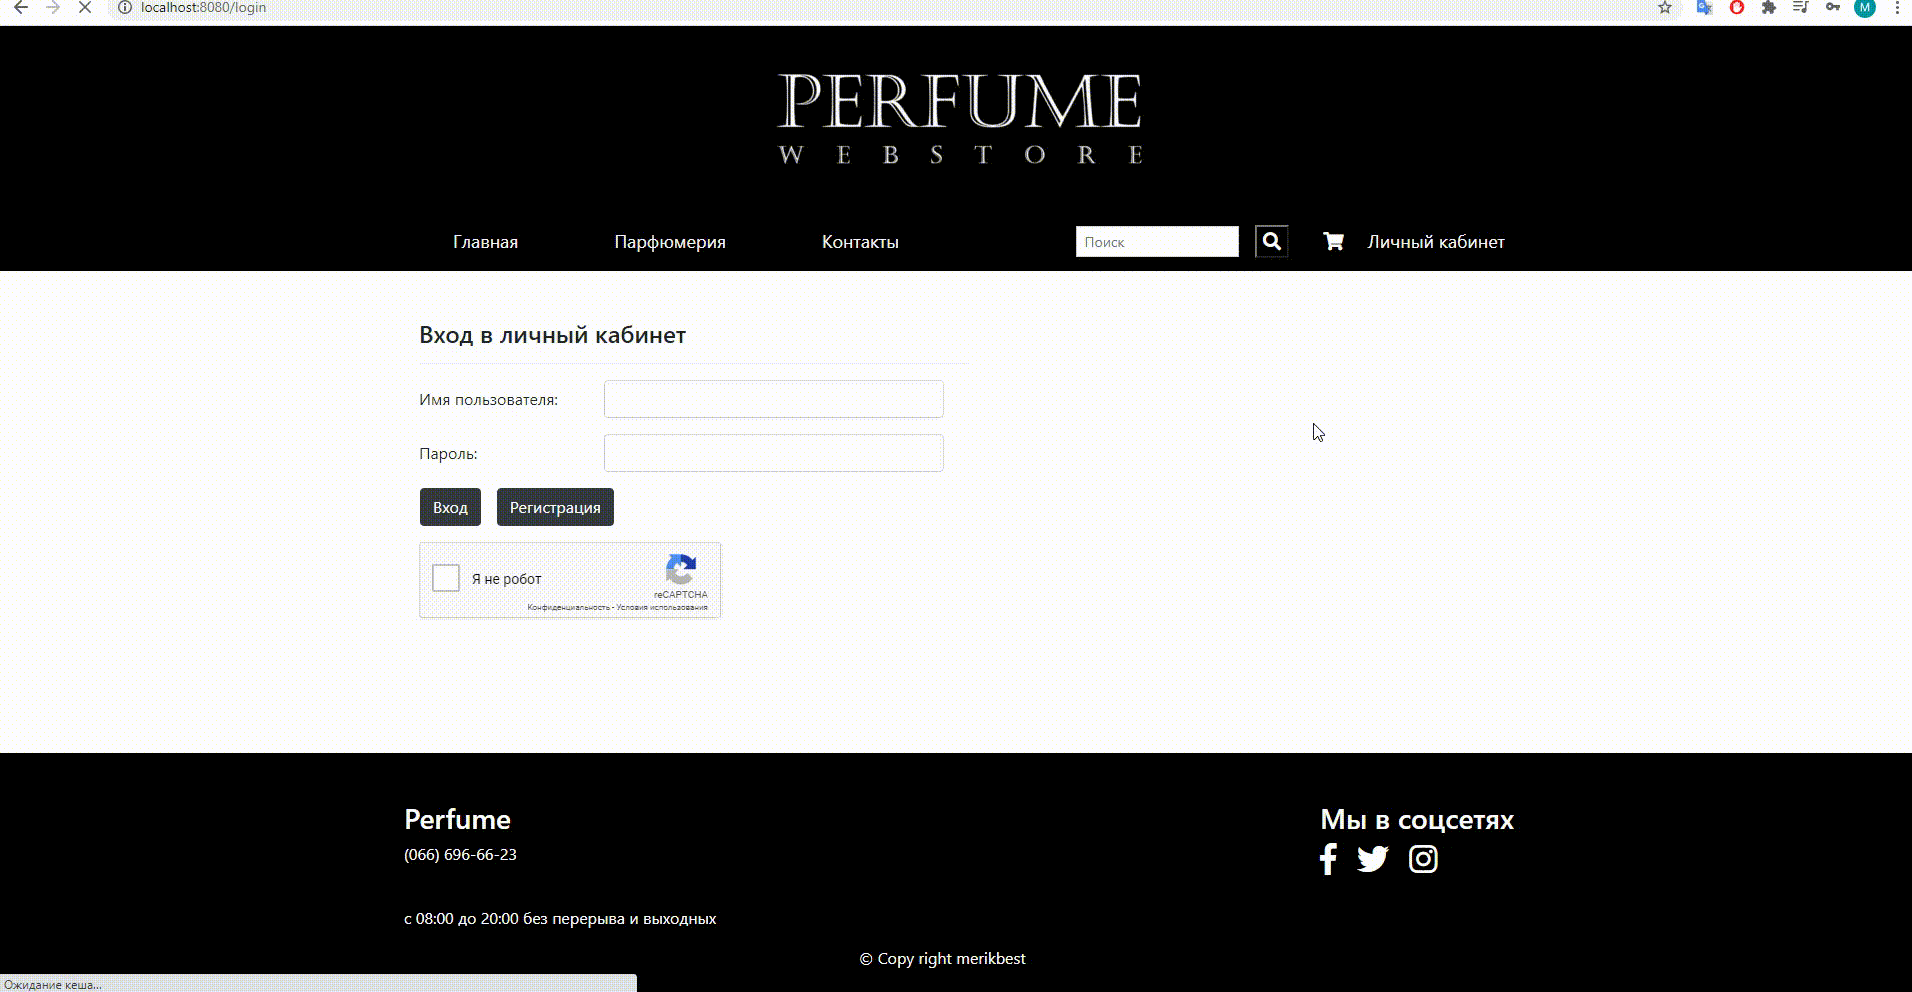 localhost:8080/login
M
PERFUME
WEBSTORE
Главная Парфюмерия Контакты Поиск Личный кабинет
Вход в личный кабинет
Имя пользователя:
Пароль:
Вход Регистрация
Я не робот
reCAPTCHA
Конфиденциальность - Условия использования
Perfume
(066) 696-66-23
с 08:00 до 20:00 без перерыва и выходных
Мы в соцсетях
© Copy right merikbest
Ожидание кеша...